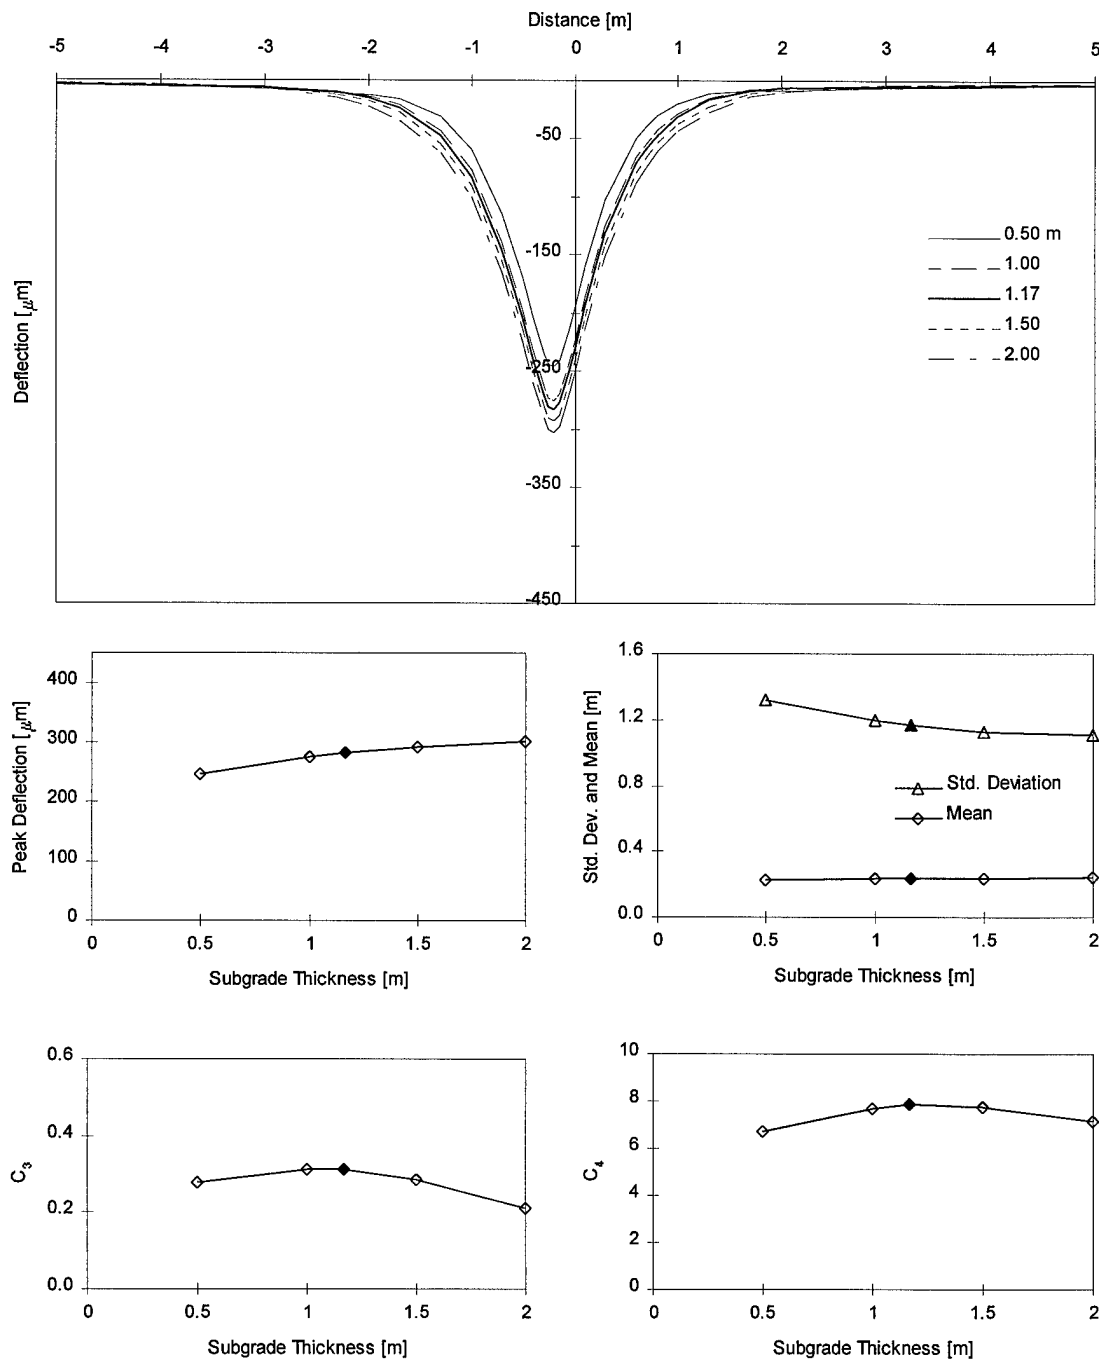 Distance [m]
-5 -4 -3 -2 -1 0 1 2 3 4 5
-50
-150
-250
-350
-450
Deflection [μm]
0.50 m
1.00
1.17
1.50
2.00
Peak Deflection [μm]
400
300
200
100
0
0 0.5 1 1.5 2
Subgrade Thickness [m]
Std. Dev. and Mean [m]
1.6
1.2
0.8
0.4
0.0
Std. Deviation
Mean
0 0.5 1 1.5 2
Subgrade Thickness [m]
C₃
0.6
0.4
0.2
0.0
0 0.5 1 1.5 2
Subgrade Thickness [m]
C₄
10
8
6
4
2
0
0 0.5 1 1.5 2
Subgrade Thickness [m]